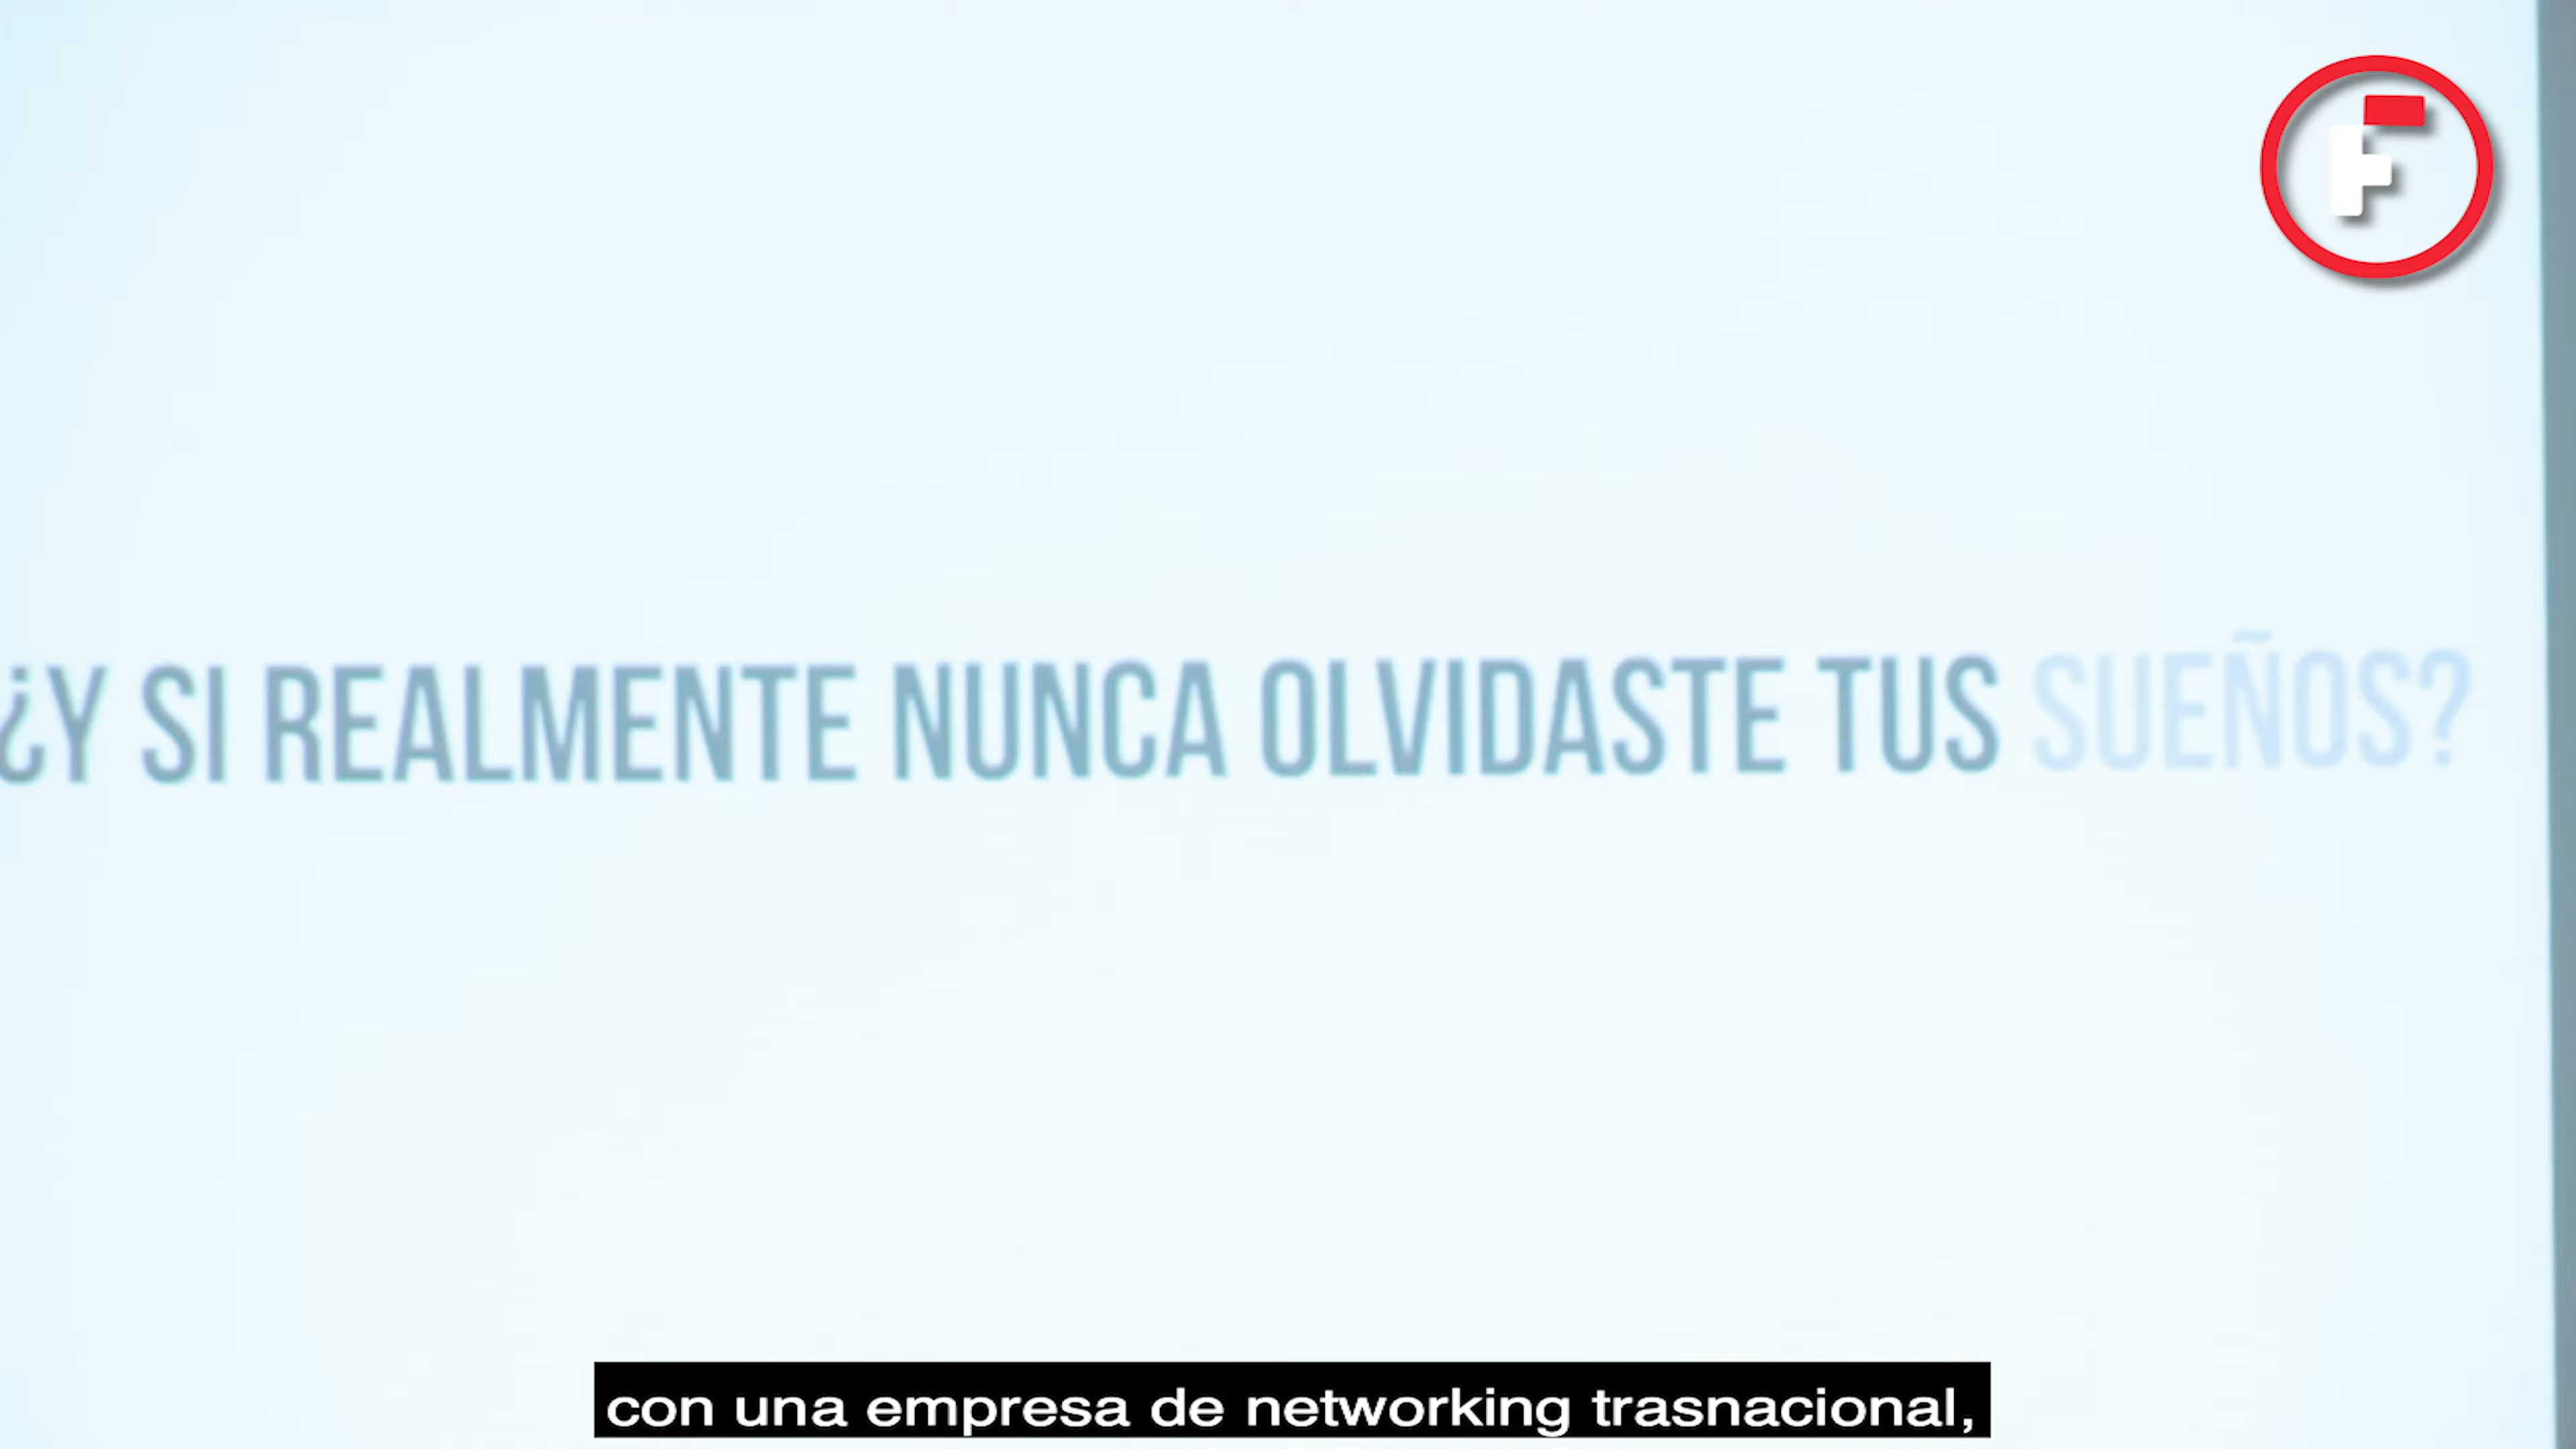 F
¿Y SI REALMENTE NUNCA OLVIDASTE TUS SUEÑOS?
con una empresa de networking trasnacional,